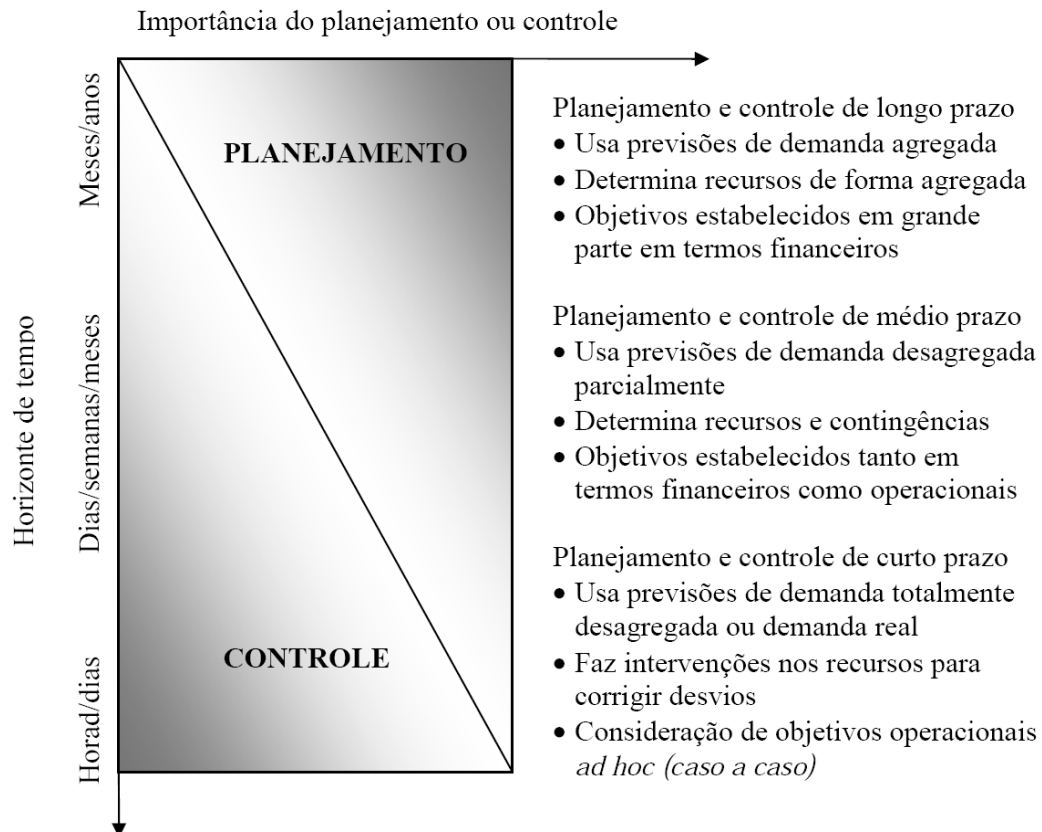 Importância do planejamento ou controle
Horizonte de tempo
Meses/anos
Dias/semanas/meses
Horad/dias
PLANEJAMENTO
CONTROLE
Planejamento e controle de longo prazo
• Usa previsões de demanda agregada
• Determina recursos de forma agregada
• Objetivos estabelecidos em grande
parte em termos financeiros
Planejamento e controle de médio prazo
• Usa previsões de demanda desagregada
parcialmente
• Determina recursos e contingências
• Objetivos estabelecidos tanto em
termos financeiros como operacionais
Planejamento e controle de curto prazo
• Usa previsões de demanda totalmente
desagregada ou demanda real
• Faz intervenções nos recursos para
corrigir desvios
• Consideração de objetivos operacionais
ad hoc (caso a caso)